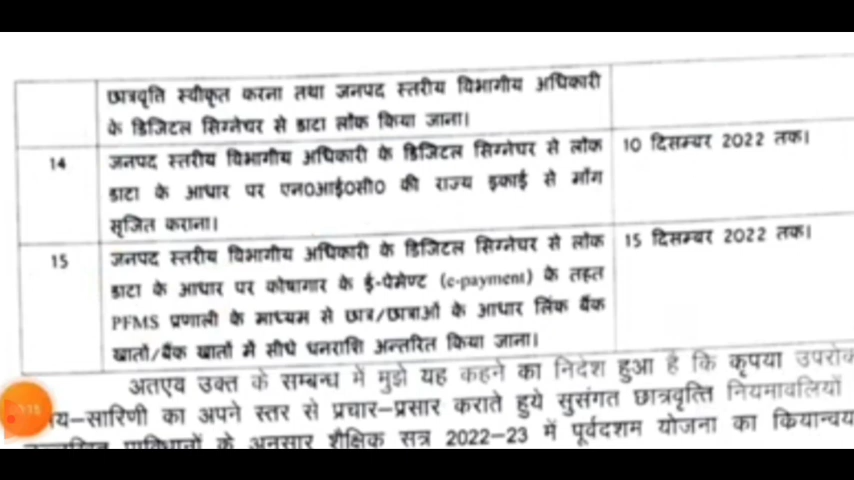 छात्रवृति स्वीकृत करना तथा जनपद स्तरीय विभागीय अधिकारी
के डिजिटल सिग्नेचर से डाटा लॉक किया जाना।
14 जनपद स्तरीय विभागीय अधिकारी के डिजिटल सिग्नेचर से लॉक 10 दिसम्बर 2022 तक।
डाटा के आधार पर एन0आई0सी0 की राज्य इकाई से माँग
सृजित कराना।
15 जनपद स्तरीय विभागीय अधिकारी के डिजिटल सिग्नेचर से लॉक 15 दिसम्बर 2022 तक।
डाटा के आधार पर कोषागार के ई-पेमेण्ट (e-payment) के तहत
PFMS प्रणाली के माध्यम से छात्र/छात्राओं के आधार लिंक बैंक
खातों/बैंक खातों में सीधे धनराशि अन्तरित किया जाना।
अतएव उक्त के सम्बन्ध में मुझे यह कहने का निदेश हुआ है कि कृपया उपरोक
य-सारिणी का अपने स्तर से प्रचार-प्रसार कराते हुये सुसंगत छात्रवृत्ति नियमावलियों
के अनुसार शैक्षिक सत्र 2022-23 में पूर्वदशम योजना का कियान्वय